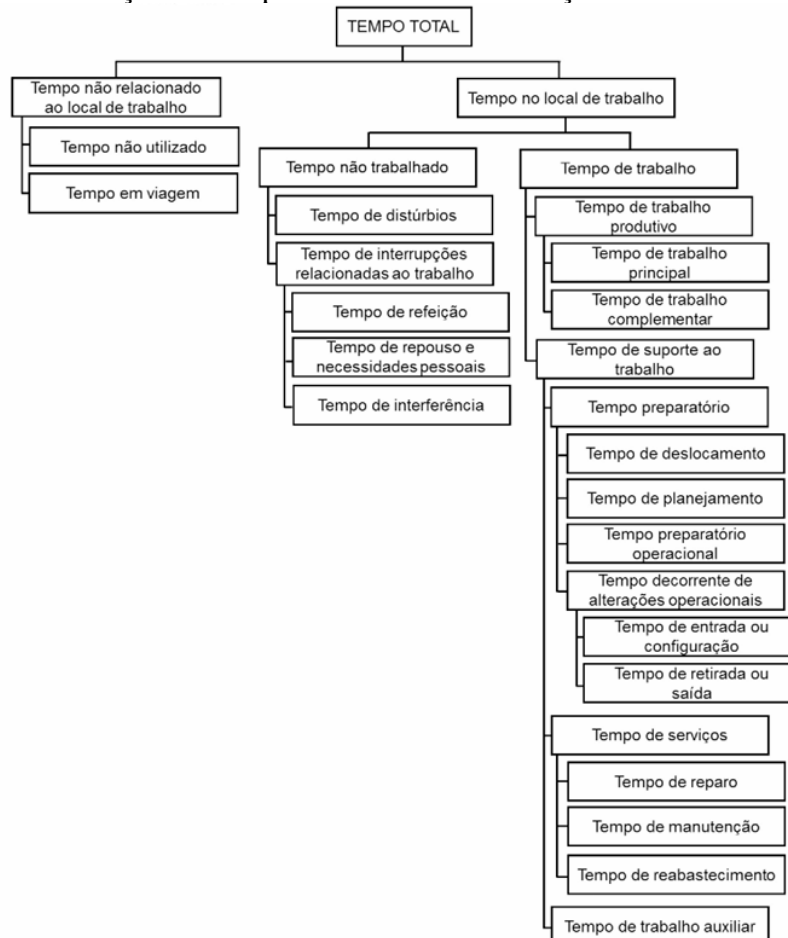 TEMPO TOTAL
Tempo não relacionado
ao local de trabalho
Tempo não utilizado
Tempo em viagem
Tempo no local de trabalho
Tempo não trabalhado
Tempo de distúrbios
Tempo de interrupções
relacionadas ao trabalho
Tempo de refeição
Tempo de repouso e
necessidades pessoais
Tempo de interferência
Tempo de trabalho
Tempo de trabalho
produtivo
Tempo de trabalho
principal
Tempo de trabalho
complementar
Tempo de suporte ao
trabalho
Tempo preparatório
Tempo de deslocamento
Tempo de planejamento
Tempo preparatório
operacional
Tempo decorrente de
alterações operacionais
Tempo de entrada ou
configuração
Tempo de retirada ou
saída
Tempo de serviços
Tempo de reparo
Tempo de manutenção
Tempo de reabastecimento
Tempo de trabalho auxiliar